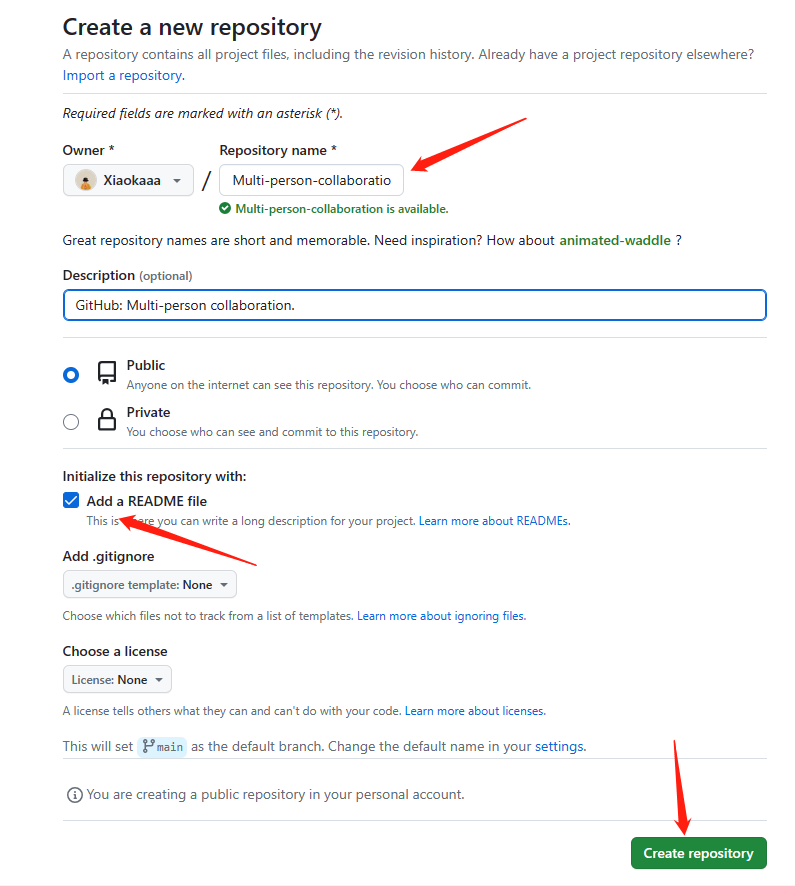 Create a new repository
A repository contains all project files, including the revision history. Already have a project repository elsewhere?
Import a repository.
Required fields are marked with an asterisk (*).
Owner * Repository name *
Xiaokaaa / Multi-person-collaboratio
Multi-person-collaboration is available.
Great repository names are short and memorable. Need inspiration? How about animated-waddle ?
Description (optional)
GitHub: Multi-person collaboration.
Public
Anyone on the internet can see this repository. You choose who can commit.
Private
You choose who can see and commit to this repository.
Initialize this repository with:
Add a README file
This is where you can write a long description for your project. Learn more about READMEs.
Add .gitignore
.gitignore template: None
Choose which files not to track from a list of templates. Learn more about ignoring files.
Choose a license
License: None
A license tells others what they can and can't do with your code. Learn more about licenses.
This will set main as the default branch. Change the default name in your settings.
You are creating a public repository in your personal account.
Create repository